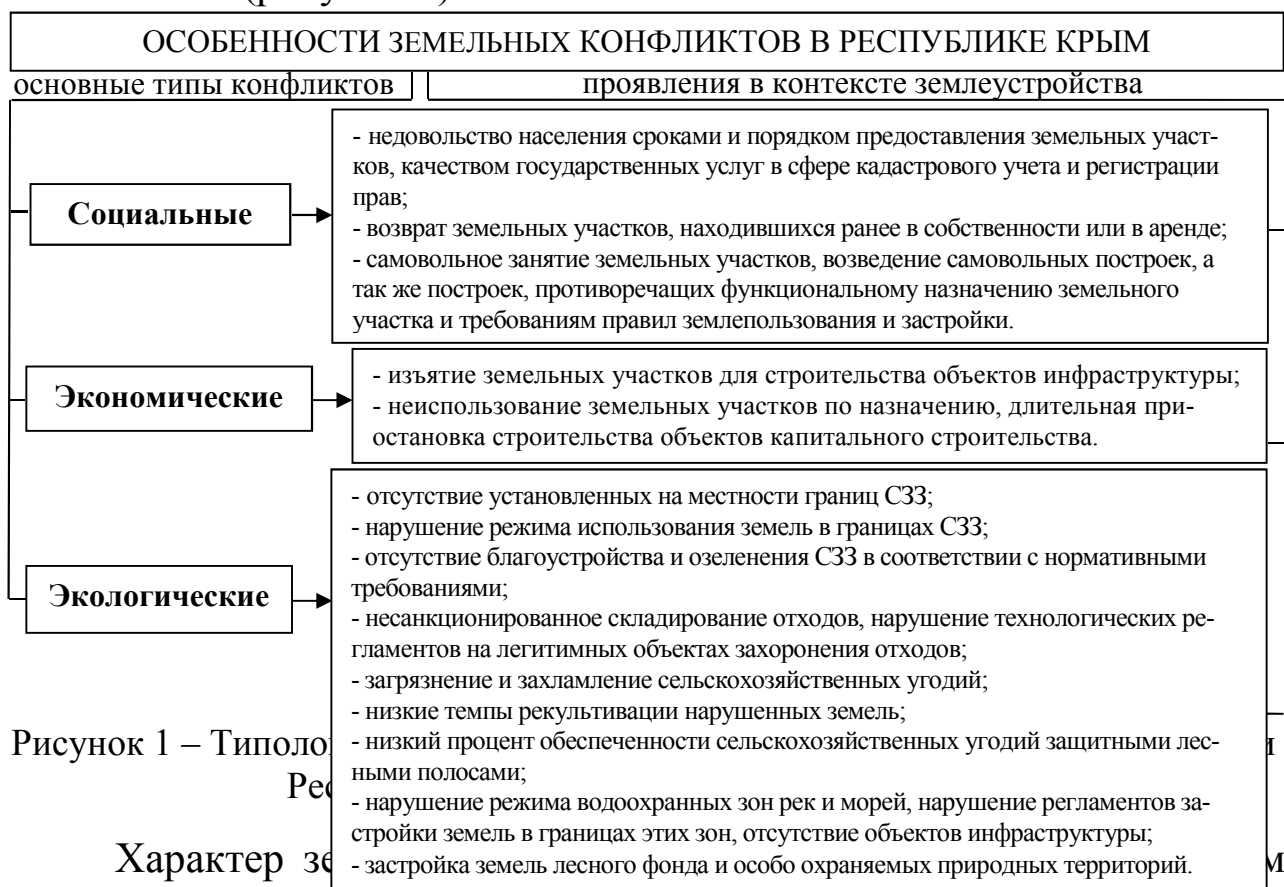 ОСОБЕННОСТИ ЗЕМЕЛЬНЫХ КОНФЛИКТОВ В РЕСПУБЛИКЕ КРЫМ
основные типы конфликтов
проявления в контексте землеустройства
Социальные
- недовольство населения сроками и порядком предоставления земельных участ-
ков, качеством государственных услуг в сфере кадастрового учета и регистрации
прав;
- возврат земельных участков, находившихся ранее в собственности или в аренде;
- самовольное занятие земельных участков, возведение самовольных построек, а
так же построек, противоречащих функциональному назначению земельного
участка и требованиям правил землепользования и застройки.
Экономические
- изъятие земельных участков для строительства объектов инфраструктуры;
- неиспользование земельных участков по назначению, длительная при-
остановка строительства объектов капитального строительства.
Экологические
- отсутствие установленных на местности границ СЗЗ;
- нарушение режима использования земель в границах СЗЗ;
- отсутствие благоустройства и озеленения СЗЗ в соответствии с нормативными
требованиями;
- несанкционированное складирование отходов, нарушение технологических ре-
гламентов на легитимных объектах захоронения отходов;
- загрязнение и захламление сельскохозяйственных угодий;
- низкие темпы рекультивации нарушенных земель;
- низкий процент обеспеченности сельскохозяйственных угодий защитными лес-
ными полосами;
- нарушение режима водоохранных зон рек и морей, нарушение регламентов за-
стройки земель в границах этих зон, отсутствие объектов инфраструктуры;
- застройка земель лесного фонда и особо охраняемых природных территорий.
Рисунок 1 –
Характер